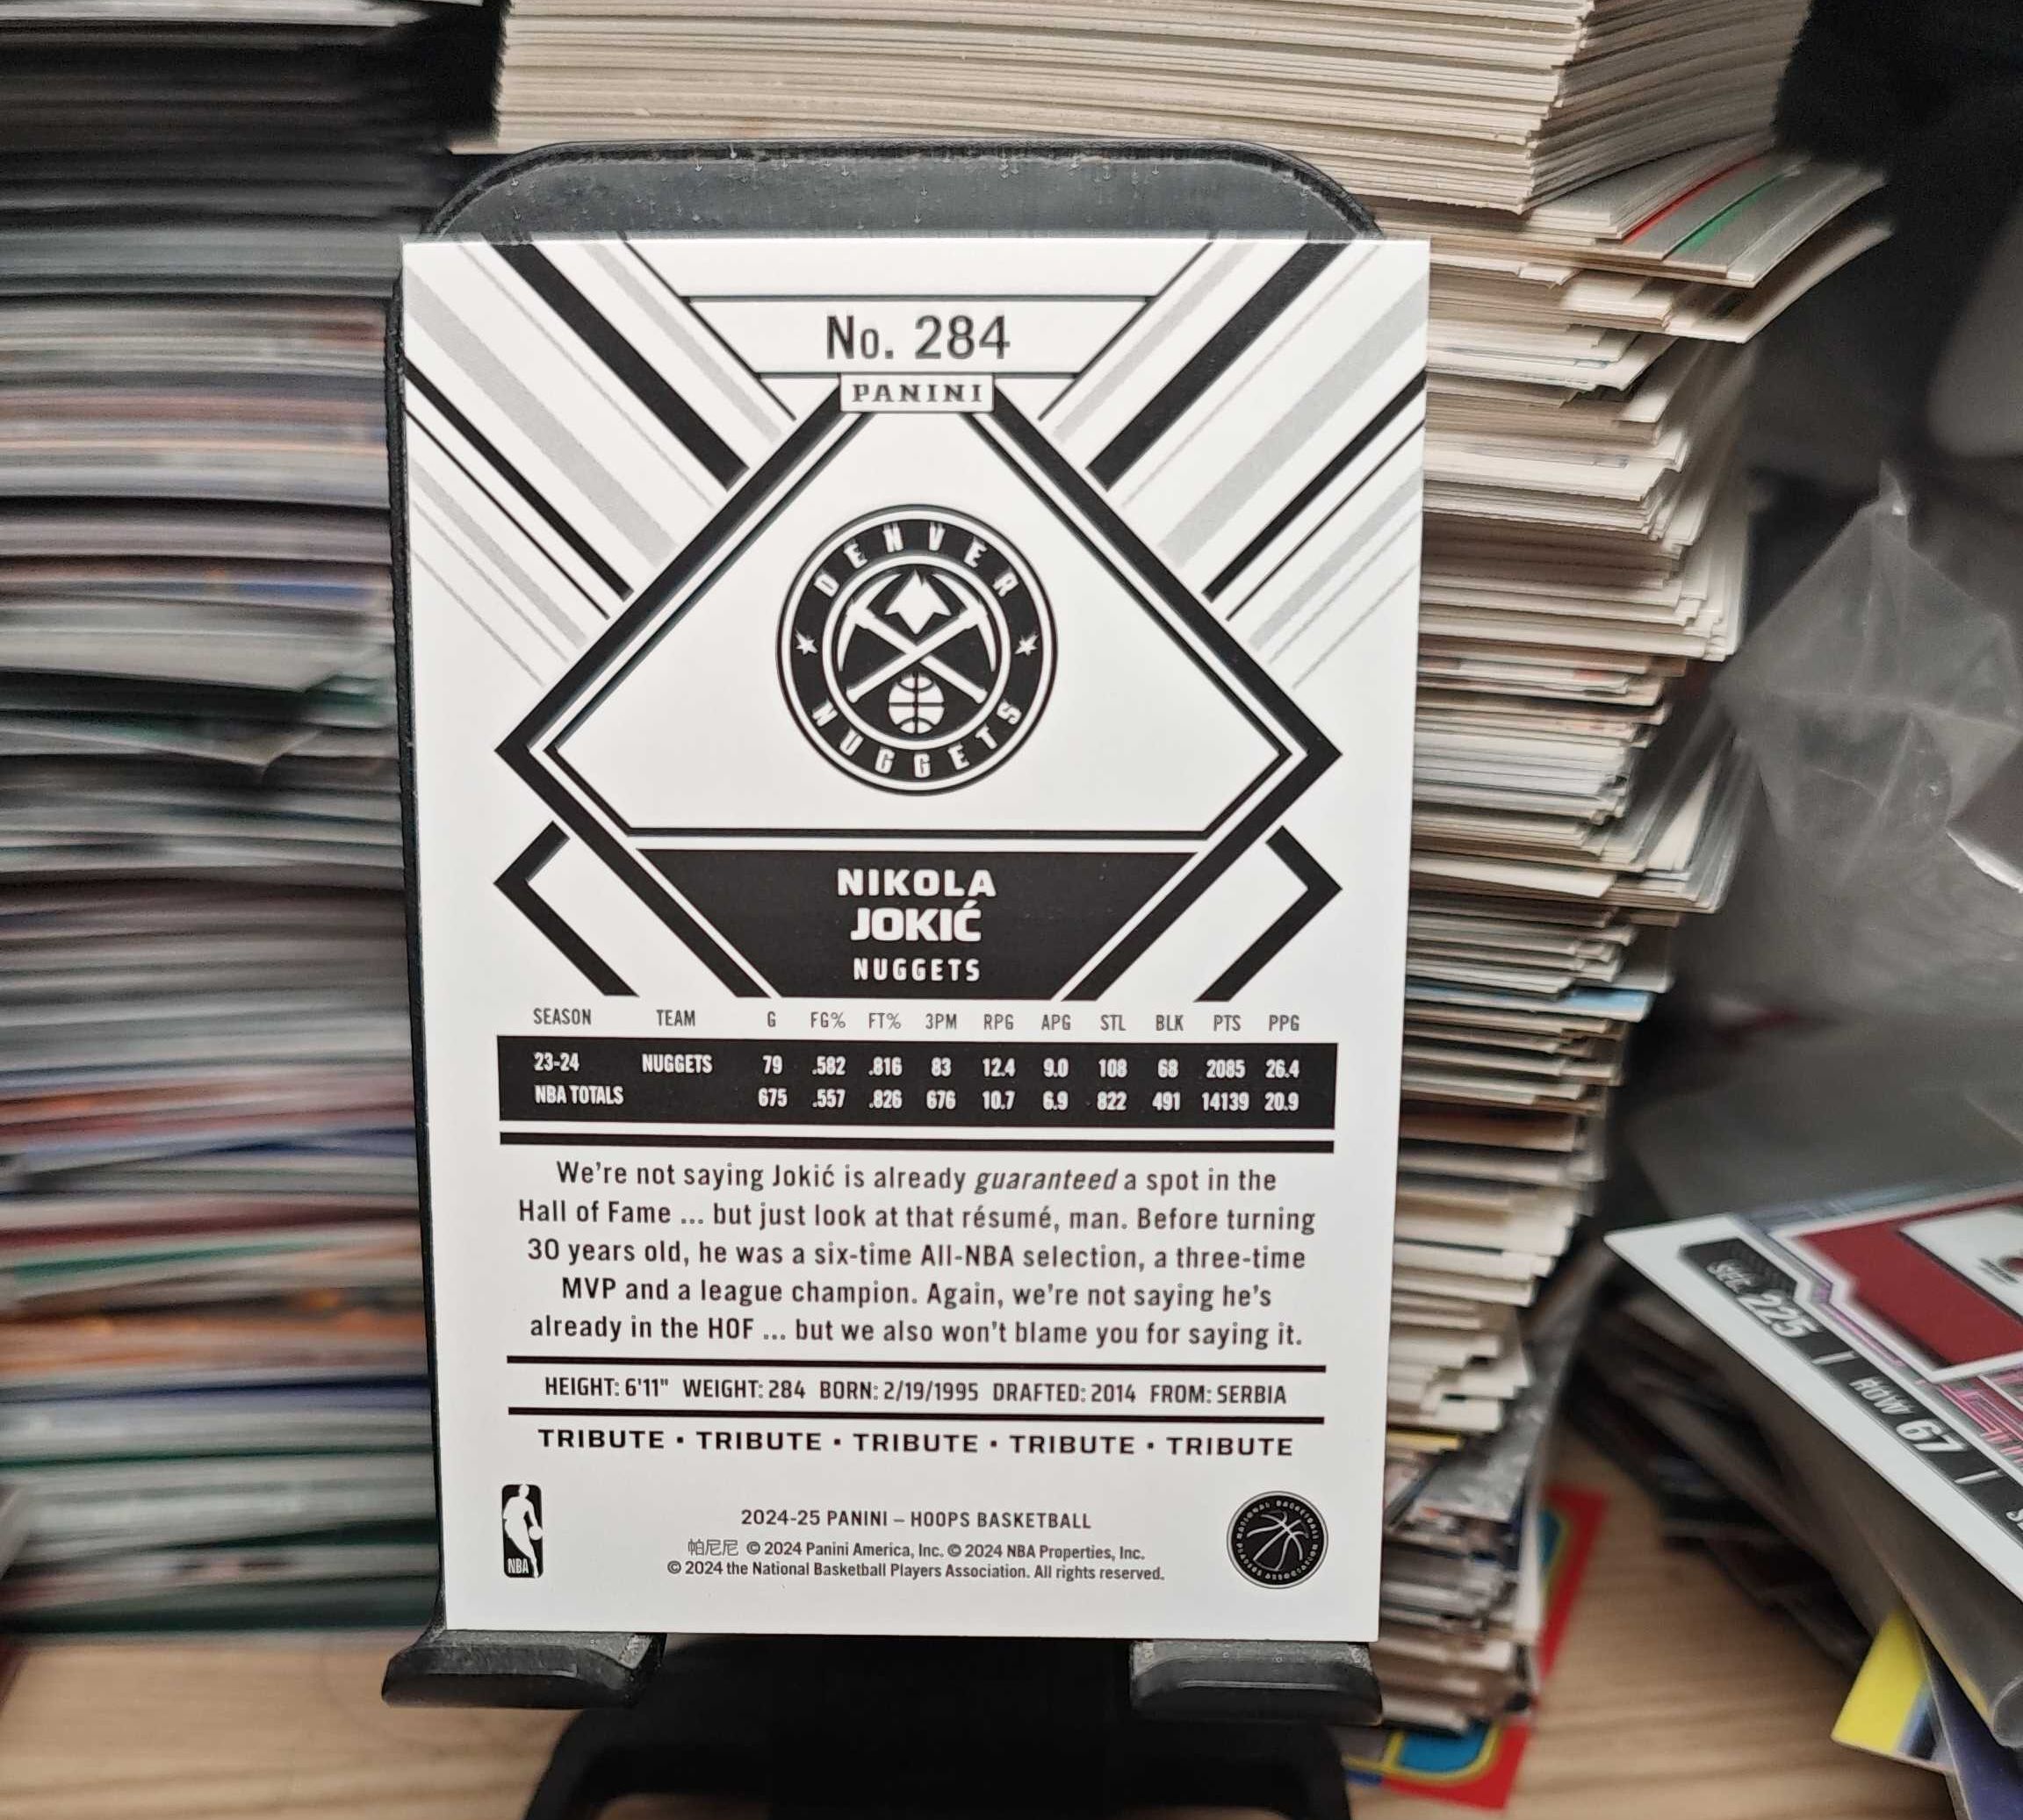 No. 284
PANINI
DENVER
NUGGETS
NIKOLA
JOKIĆ
NUGGETS
SEASON TEAM G FG% FT% 3PM RPG APG STL BLK PTS PPG
23-24 NUGGETS 79 .582 .816 83 12.4 9.0 108 68 2085 26.4
NBA TOTALS 675 .557 .826 676 10.7 6.9 822 491 14139 20.9
We're not saying Jokić is already guaranteed a spot in the
Hall of Fame ... but just look at that résumé, man. Before turning
30 years old, he was a six-time All-NBA selection, a three-time
MVP and a league champion. Again, we're not saying he's
already in the HOF ... but we also won't blame you for saying it.
HEIGHT: 6'11" WEIGHT: 284 BORN: 2/19/1995 DRAFTED: 2014 FROM: SERBIA
TRIBUTE • TRIBUTE • TRIBUTE • TRIBUTE • TRIBUTE
NBA
2024-25 PANINI – HOOPS BASKETBALL
帕尼尼 © 2024 Panini America, Inc. © 2024 NBA Properties, Inc.
© 2024 the National Basketball Players Association. All rights reserved.
NATIONAL BASKETBALL PLAYERS ASSOCIATION
SEC 225 | ROW 67 |